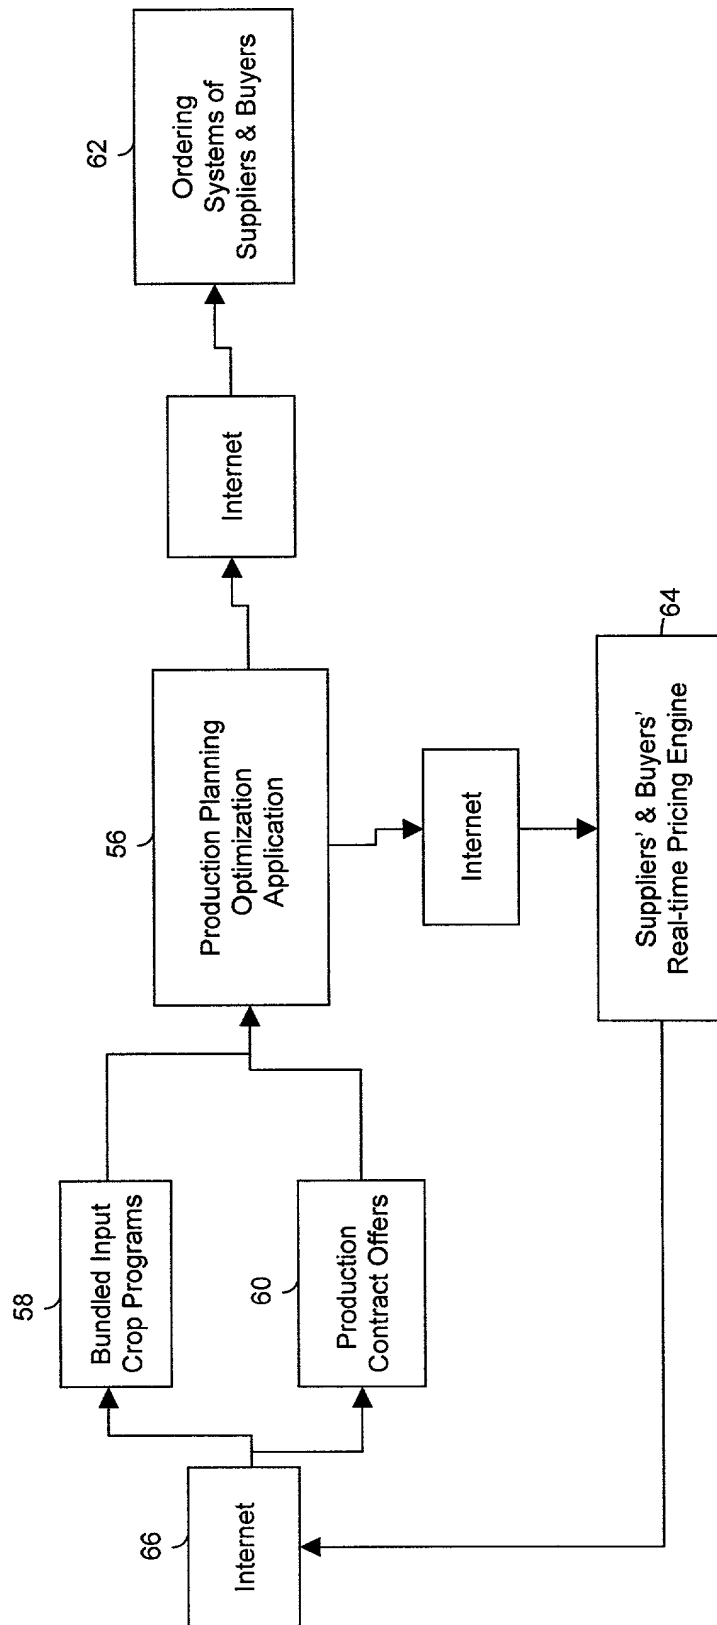 66
Internet
58
Bundled Input
Crop Programs
60
Production
Contract Offers
56
Production Planning
Optimization
Application
Internet
62
Ordering
Systems of
Suppliers & Buyers
Internet
64
Suppliers' & Buyers'
Real-time Pricing Engine